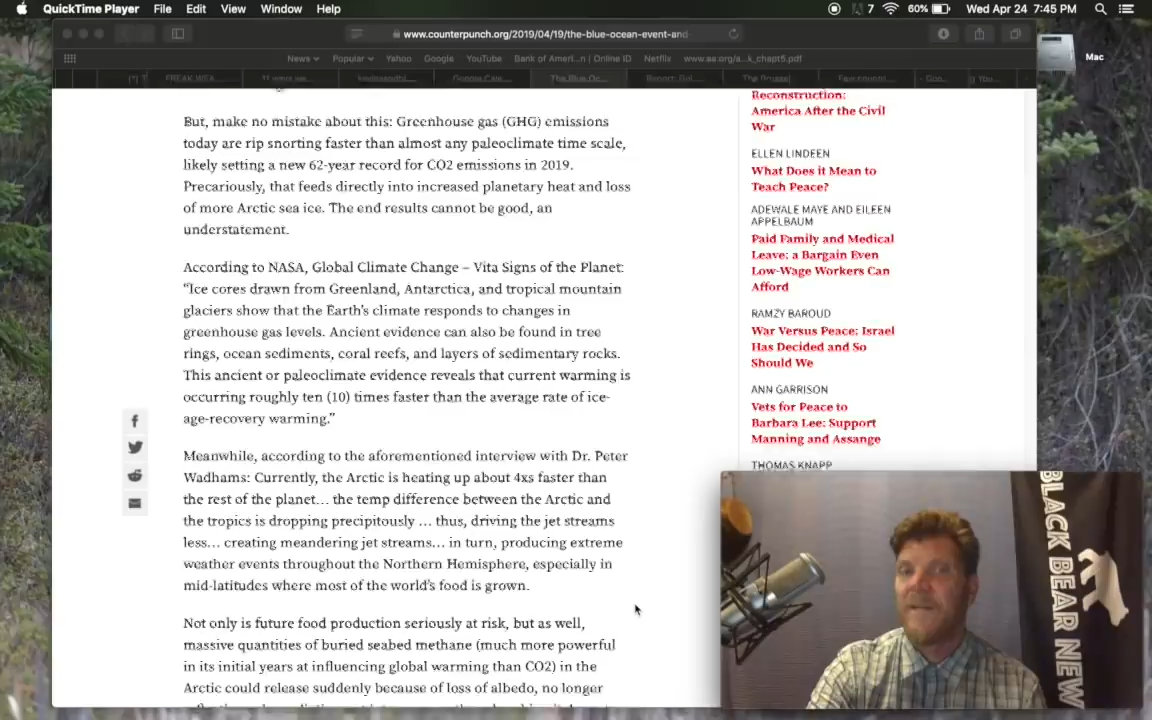 QuickTime Player File Edit View Window Help
7 60% Wed Apr 24 7:45 PM
www.counterpunch.org/2019/04/19/the-blue-ocean-event-and-
Mac
News Popular Yahoo Google YouTube Bank of Ameri...n | Online ID Netflix www.aa.org/a...k_chapt5.pdf
FREAK WEA... The Blue Oc...
But, make no mistake about this: Greenhouse gas (GHG) emissions
today are rip snorting faster than almost any paleoclimate time scale,
likely setting a new 62-year record for CO2 emissions in 2019.
Precariously, that feeds directly into increased planetary heat and loss
of more Arctic sea ice. The end results cannot be good, an
understatement.
According to NASA, Global Climate Change – Vita Signs of the Planet:
“Ice cores drawn from Greenland, Antarctica, and tropical mountain
glaciers show that the Earth’s climate responds to changes in
greenhouse gas levels. Ancient evidence can also be found in tree
rings, ocean sediments, coral reefs, and layers of sedimentary rocks.
This ancient or paleoclimate evidence reveals that current warming is
occurring roughly ten (10) times faster than the average rate of ice-
age-recovery warming.”
Meanwhile, according to the aforementioned interview with Dr. Peter
Wadhams: Currently, the Arctic is heating up about 4xs faster than
the rest of the planet… the temp difference between the Arctic and
the tropics is dropping precipitously … thus, driving the jet streams
less… creating meandering jet streams… in turn, producing extreme
weather events throughout the Northern Hemisphere, especially in
mid-latitudes where most of the world’s food is grown.
Not only is future food production seriously at risk, but as well,
massive quantities of buried seabed methane (much more powerful
in its initial years at influencing global warming than CO2) in the
Arctic could release suddenly because of loss of albedo, no longer
Reconstruction:
America After the Civil
War
ELLEN LINDEEN
What Does it Mean to
Teach Peace?
ADEWALE MAYE AND EILEEN
APPELBAUM
Paid Family and Medical
Leave: a Bargain Even
Low-Wage Workers Can
Afford
RAMZY BAROUD
War Versus Peace: Israel
Has Decided and So
Should We
ANN GARRISON
Vets for Peace to
Barbara Lee: Support
Manning and Assange
THOMAS KNAPP
BLACK BEAR NEW